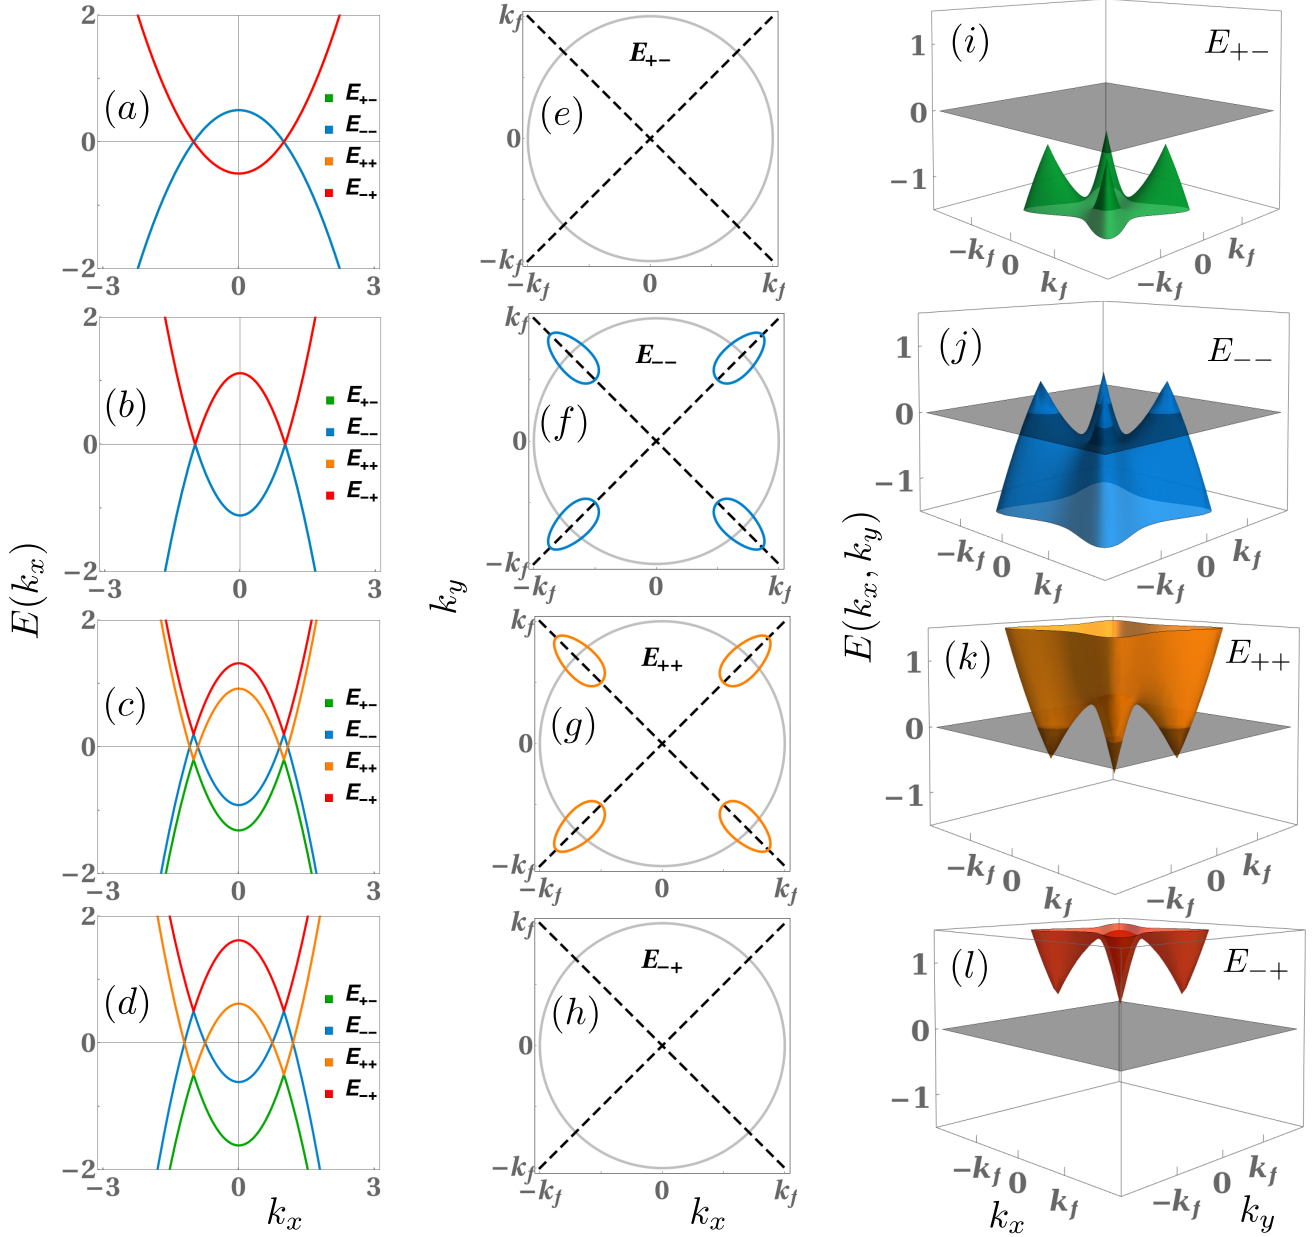 (a)
2
0
−2
−3
0
3
E+−
E−−
E++
E−+
(b)
2
0
−2
−3
0
3
E+−
E−−
E++
E−+
(c)
2
0
−2
−3
0
3
E+−
E−−
E++
E−+
(d)
2
0
−2
−3
0
3
E+−
E−−
E++
E−+
E(kx)
kx
(e)
E+−
kf
0
−kf
−kf
0
kf
(f)
E−−
kf
0
−kf
−kf
0
kf
(g)
E++
kf
0
−kf
−kf
0
kf
(h)
E−+
kf
0
−kf
−kf
0
kf
ky
kx
(i)
E+−
1
0
−1
−kf
0
kf
−kf
0
kf
(j)
E−−
1
0
−1
−kf
0
kf
−kf
0
kf
(k)
E++
1
0
−1
−kf
0
kf
−kf
0
kf
(l)
E−+
1
0
−1
−kf
0
kf
−kf
0
kf
E(kx, ky)
kx
ky